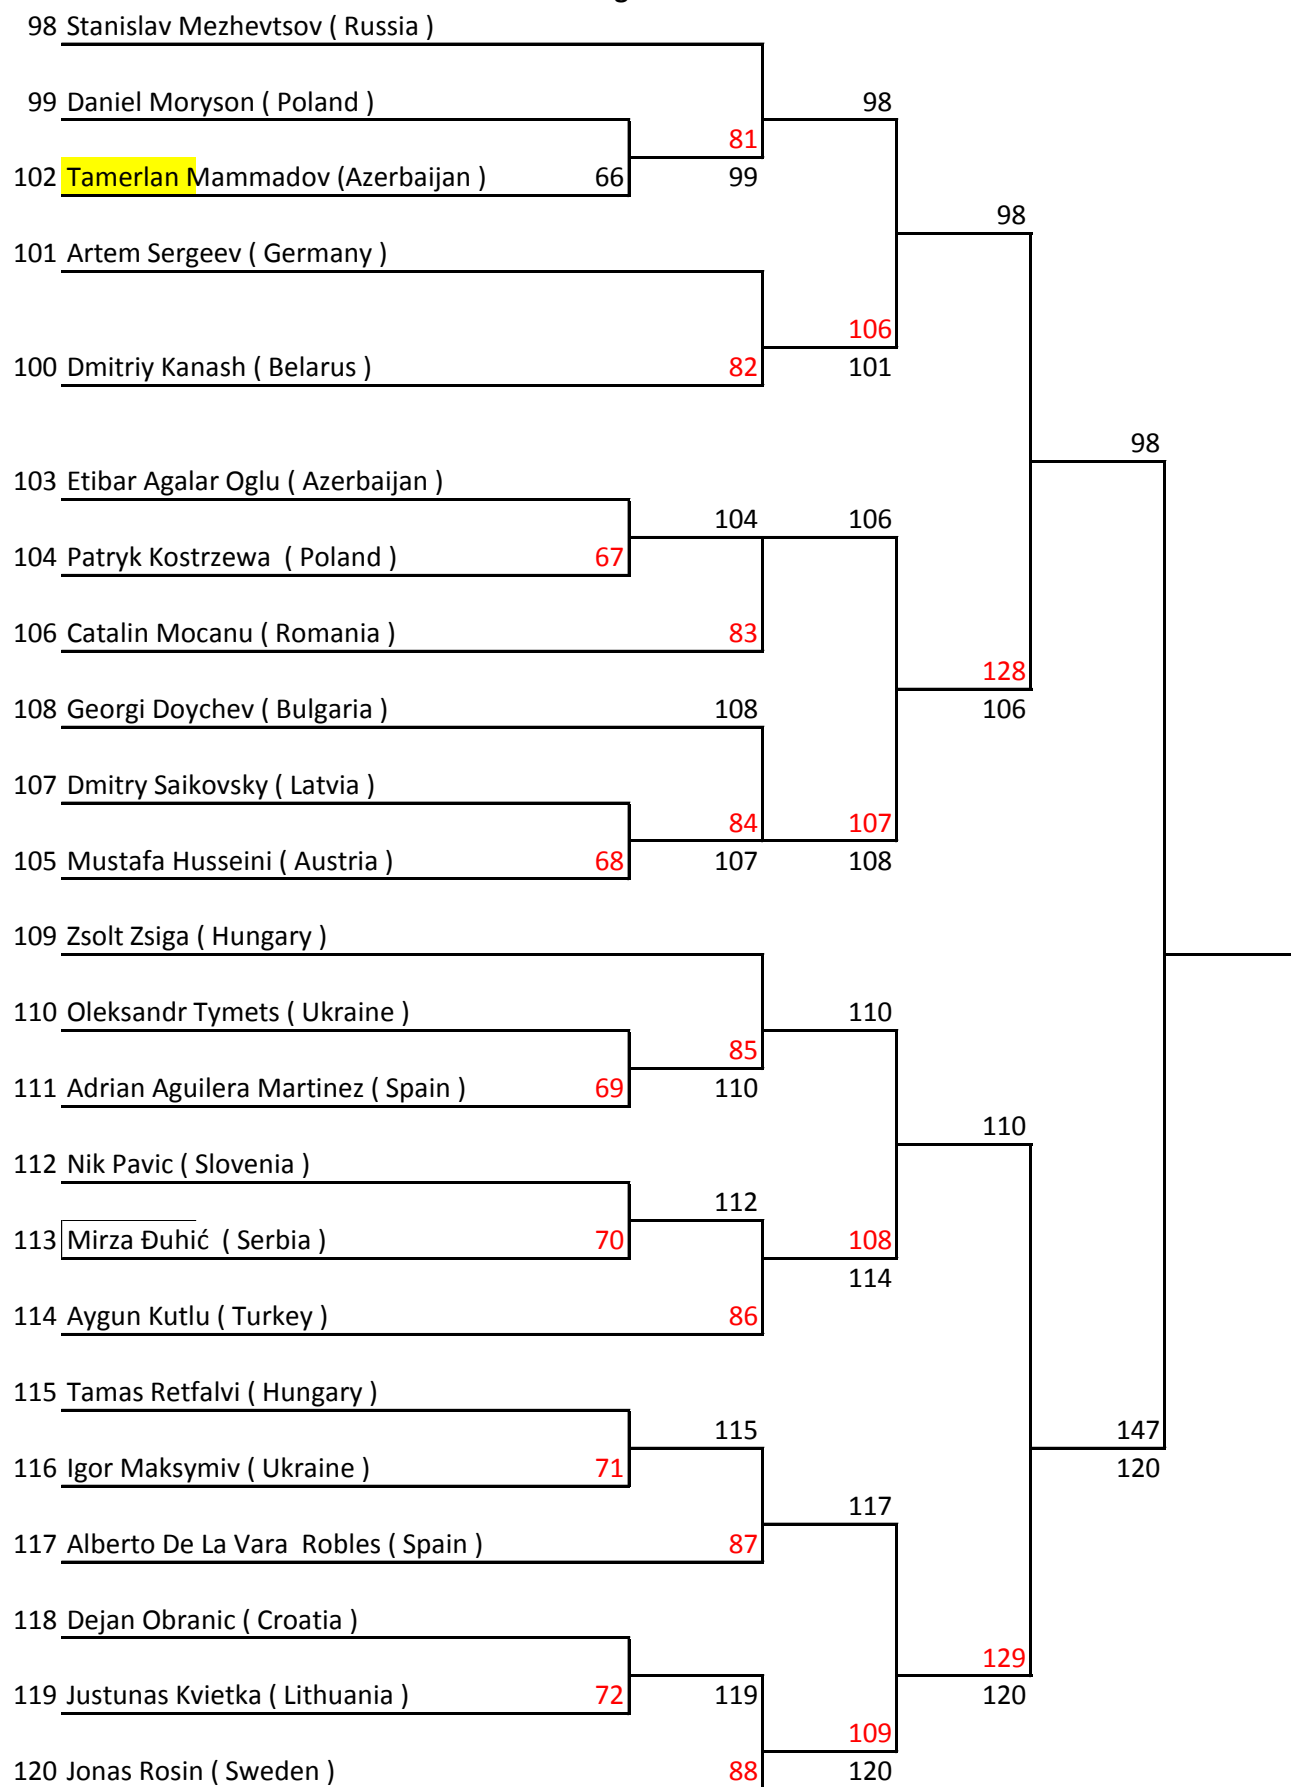 98 Stanislav Mezhevtsov ( Russia )
99 Daniel Moryson ( Poland ) 98
81
102 Tamerlan Mammadov (Azerbaijan ) 66 99
98
101 Artem Sergeev ( Germany )
106
100 Dmitriy Kanash ( Belarus ) 82 101
98
103 Etibar Agalar Oglu ( Azerbaijan )
104 106
104 Patryk Kostrzewa ( Poland ) 67
106 Catalin Mocanu ( Romania ) 83
128
108 Georgi Doychev ( Bulgaria ) 108 106
107 Dmitry Saikovsky ( Latvia )
84 107
105 Mustafa Husseini ( Austria ) 68 107 108
109 Zsolt Zsiga ( Hungary )
110 Oleksandr Tymets ( Ukraine ) 110
85
111 Adrian Aguilera Martinez ( Spain ) 69 110
110
112 Nik Pavic ( Slovenia )
112
113 Mirza Đuhić ( Serbia ) 70 108
114
114 Aygun Kutlu ( Turkey ) 86
115 Tamas Retfalvi ( Hungary )
115 147
116 Igor Maksymiv ( Ukraine ) 71 120
117
117 Alberto De La Vara Robles ( Spain ) 87
118 Dejan Obranic ( Croatia )
129
119 Justunas Kvietka ( Lithuania ) 72 119 120
109
120 Jonas Rosin ( Sweden ) 88 120